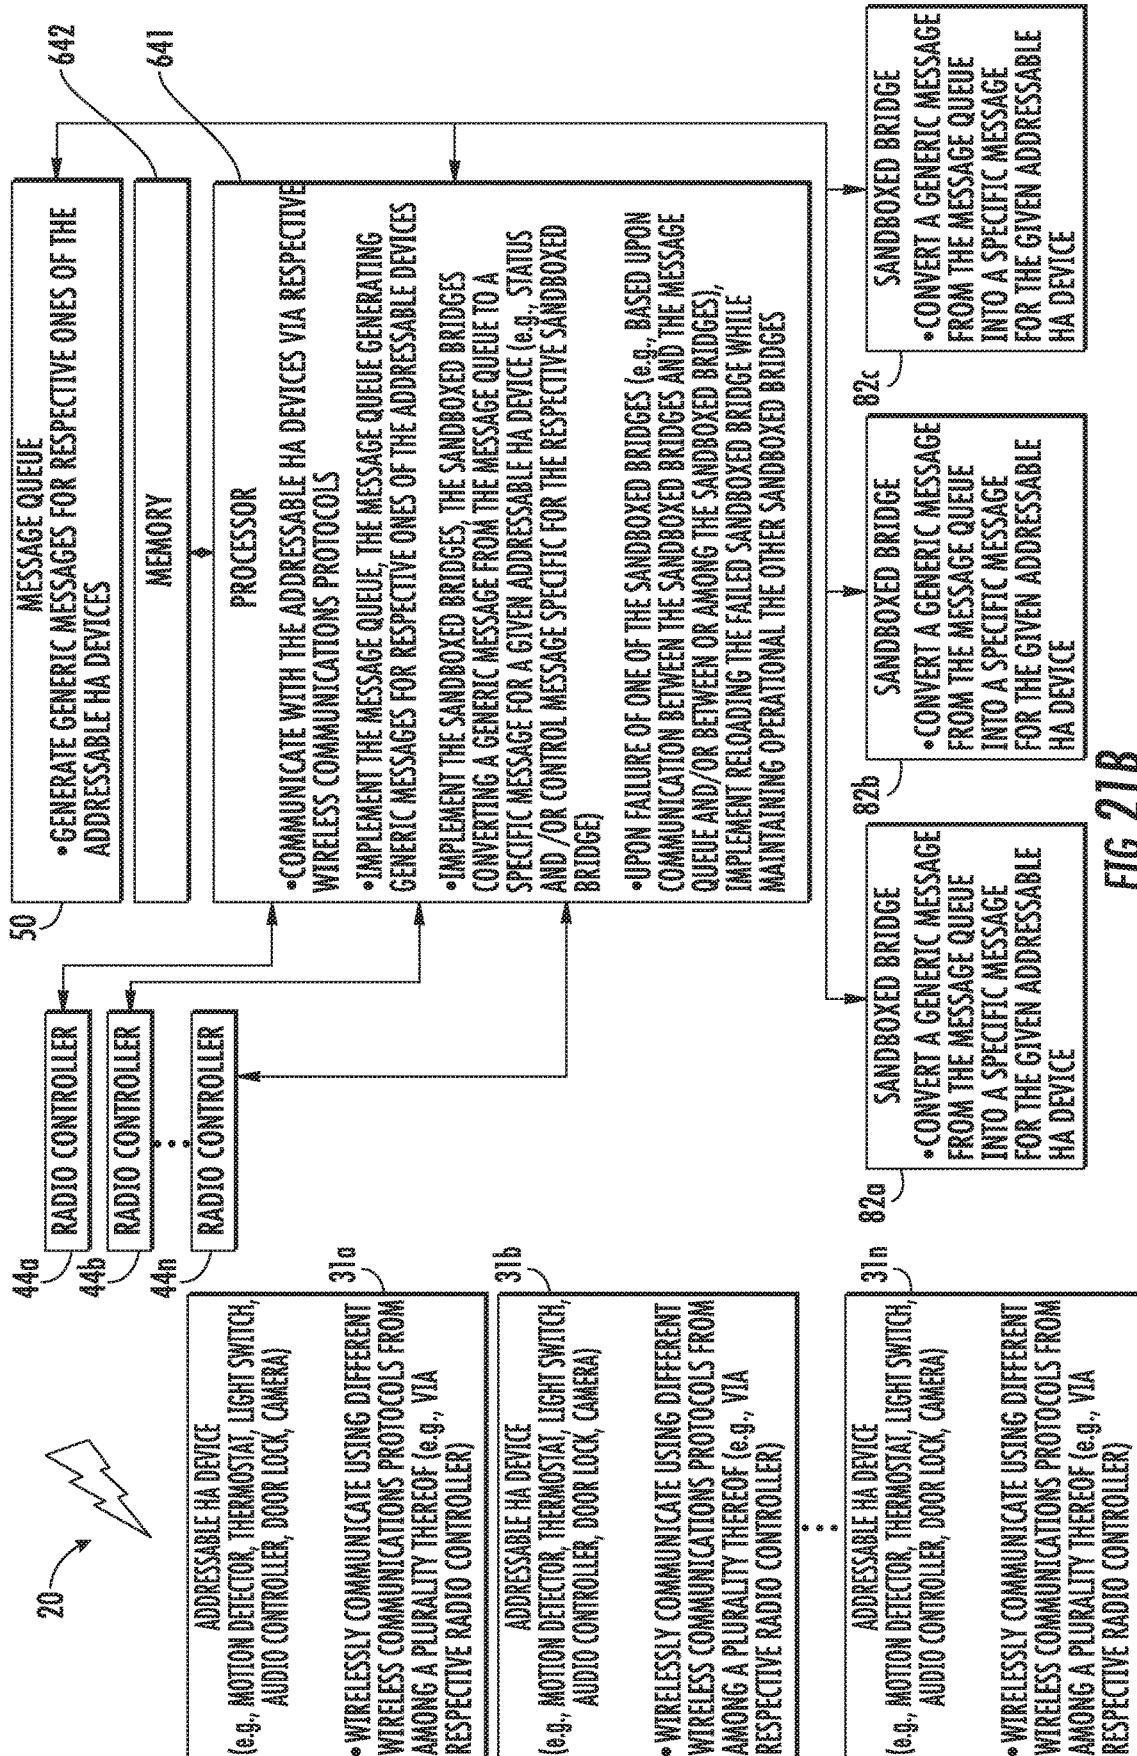 20
ADDRESSABLE HA DEVICE
(e.g., MOTION DETECTOR, THERMOSTAT, LIGHT SWITCH,
AUDIO CONTROLLER, DOOR LOCK, CAMERA)
• WIRELESSLY COMMUNICATE USING DIFFERENT
WIRELESS COMMUNICATIONS PROTOCOLS FROM
AMONG A PLURALITY THEREOF (e.g., VIA
RESPECTIVE RADIO CONTROLLER)
31a
ADDRESSABLE HA DEVICE
(e.g., MOTION DETECTOR, THERMOSTAT, LIGHT SWITCH,
AUDIO CONTROLLER, DOOR LOCK, CAMERA)
• WIRELESSLY COMMUNICATE USING DIFFERENT
WIRELESS COMMUNICATIONS PROTOCOLS FROM
AMONG A PLURALITY THEREOF (e.g., VIA
RESPECTIVE RADIO CONTROLLER)
31b
ADDRESSABLE HA DEVICE
(e.g., MOTION DETECTOR, THERMOSTAT, LIGHT SWITCH,
AUDIO CONTROLLER, DOOR LOCK, CAMERA)
• WIRELESSLY COMMUNICATE USING DIFFERENT
WIRELESS COMMUNICATIONS PROTOCOLS FROM
AMONG A PLURALITY THEREOF (e.g., VIA
RESPECTIVE RADIO CONTROLLER)
31n
44a
RADIO CONTROLLER
44b
RADIO CONTROLLER
44n
RADIO CONTROLLER
50
MESSAGE QUEUE
•GENERATE GENERIC MESSAGES FOR RESPECTIVE ONES OF THE
ADDRESSABLE HA DEVICES
MEMORY
642
PROCESSOR
641
•COMMUNICATE WITH THE ADDRESSABLE HA DEVICES VIA RESPECTIVE
WIRELESS COMMUNICATIONS PROTOCOLS
•IMPLEMENT THE MESSAGE QUEUE, THE MESSAGE QUEUE GENERATING
GENERIC MESSAGES FOR RESPECTIVE ONES OF THE ADDRESSABLE DEVICES
•IMPLEMENT THE SANDBOXED BRIDGES, THE SANDBOXED BRIDGES
CONVERTING A GENERIC MESSAGE FROM THE MESSAGE QUEUE TO A
SPECIFIC MESSAGE FOR A GIVEN ADDRESSABLE HA DEVICE (e.g., STATUS
AND /OR CONTROL MESSAGE SPECIFIC FOR THE RESPECTIVE SANDBOXED
BRIDGE)
•UPON FAILURE OF ONE OF THE SANDBOXED BRIDGES (e.g., BASED UPON
COMMUNICATION BETWEEN THE SANDBOXED BRIDGES AND THE MESSAGE
QUEUE AND/OR BETWEEN OR AMONG THE SANDBOXED BRIDGES),
IMPLEMENT RELOADING THE FAILED SANDBOXED BRIDGE WHILE
MAINTAINING OPERATIONAL THE OTHER SANDBOXED BRIDGES
82a
SANDBOXED BRIDGE
•CONVERT A GENERIC MESSAGE
FROM THE MESSAGE QUEUE
INTO A SPECIFIC MESSAGE
FOR THE GIVEN ADDRESSABLE
HA DEVICE
82b
SANDBOXED BRIDGE
•CONVERT A GENERIC MESSAGE
FROM THE MESSAGE QUEUE
INTO A SPECIFIC MESSAGE
FOR THE GIVEN ADDRESSABLE
HA DEVICE
82c
SANDBOXED BRIDGE
•CONVERT A GENERIC MESSAGE
FROM THE MESSAGE QUEUE
INTO A SPECIFIC MESSAGE
FOR THE GIVEN ADDRESSABLE
HA DEVICE
FIG 21B